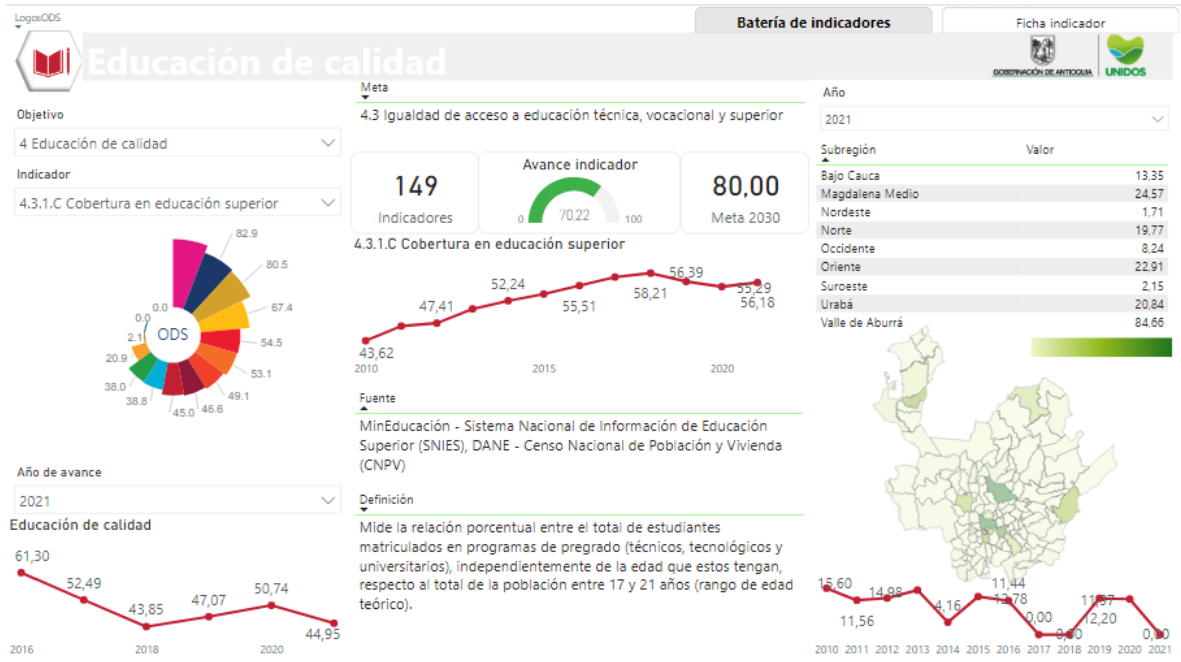 LogosODS
Batería de indicadores
Ficha indicador
Educación de calidad
GOBERNACIÓN DE ANTIOQUIA
UNIDOS
Objetivo
4 Educación de calidad
Indicador
4.3.1.C Cobertura en educación superior
82.9
80.5
67.4
54.5
53.1
49.1
46.6
45.0
38.8
38.0
20.9
2.1
0.0
0.0
ODS
Año de avance
2021
Educación de calidad
61,30
52,49
43,85
47,07
50,74
44,95
2016
2018
2020
Meta
4.3 Igualdad de acceso a educación técnica, vocacional y superior
149
Indicadores
Avance indicador
0
70.22
100
80,00
Meta 2030
4.3.1.C Cobertura en educación superior
43,62
47,41
52,24
55,51
58,21
56,39
55,29
56,18
2010
2015
2020
Fuente
MinEducación - Sistema Nacional de Información de Educación
Superior (SNIES), DANE - Censo Nacional de Población y Vivienda
(CNPV)
Definición
Mide la relación porcentual entre el total de estudiantes
matriculados en programas de pregrado (técnicos, tecnológicos y
universitarios), independientemente de la edad que estos tengan,
respecto al total de la población entre 17 y 21 años (rango de edad
teórico).
Año
2021
Subregión Valor
Bajo Cauca 13,35
Magdalena Medio 24,57
Nordeste 1,71
Norte 19,77
Occidente 8,24
Oriente 22,91
Suroeste 2,15
Urabá 20,84
Valle de Aburrá 84,66
15,60
11,56
14,98
4,16
11,44
12,78
0,00
0,00
11,97
12,20
0,00
2010 2011 2012 2013 2014 2015 2016 2017 2018 2019 2020 2021